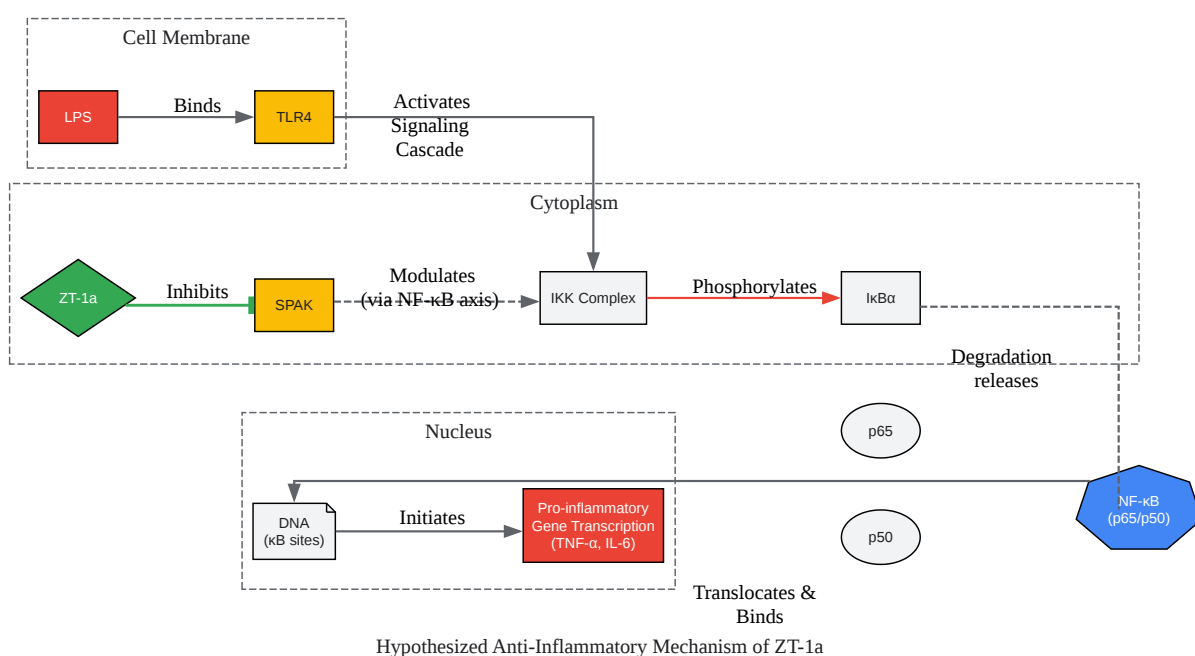 Cell Membrane
LPS
Binds
TLR4
Activates
Signaling
Cascade
Cytoplasm
ZT-1a
Inhibits
SPAK
Modulates
(via NF-κB axis)
IKK Complex
Phosphorylates
IκBα
Degradation
releases
Nucleus
p65
DNA
(κB sites)
Initiates
Pro-inflammatory
Gene Transcription
(TNF-α, IL-6)
p50
NF-κB
(p65/p50)
Translocates &
Binds
Hypothesized Anti-Inflammatory Mechanism of ZT-1a